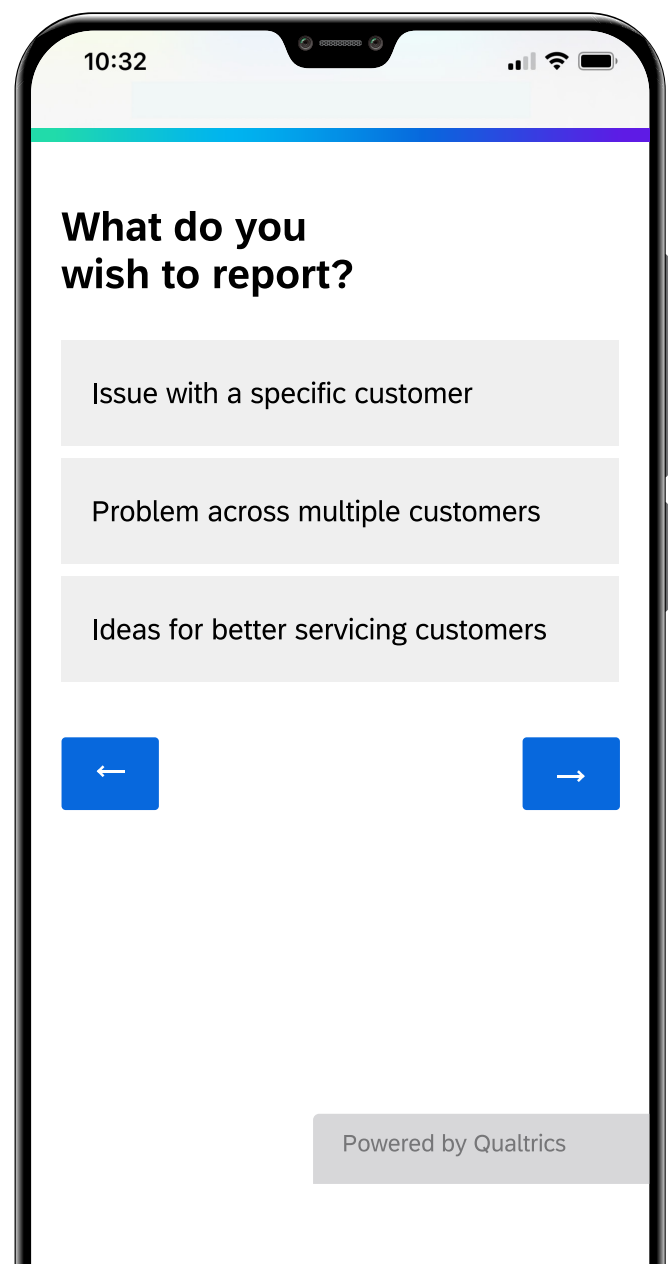 10:32
What do you
wish to report?
Issue with a specific customer
Problem across multiple customers
Ideas for better servicing customers
← →
Powered by Qualtrics